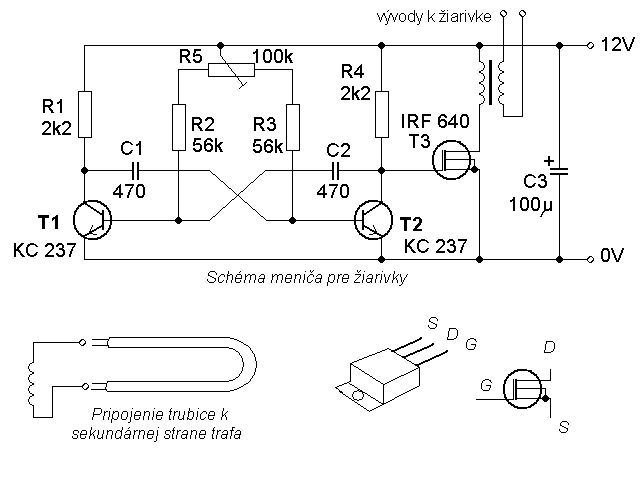 vývody k žiarivke
12V
R5
100k
R1
2k2
R2
56k
R3
56k
R4
2k2
IRF 640
T3
C1
470
C2
470
+
C3
100µ
T1
KC 237
T2
KC 237
0V
Schéma meniča pre žiarivky
S
D
G
D
G
S
Pripojenie trubice k
sekundárnej strane trafa